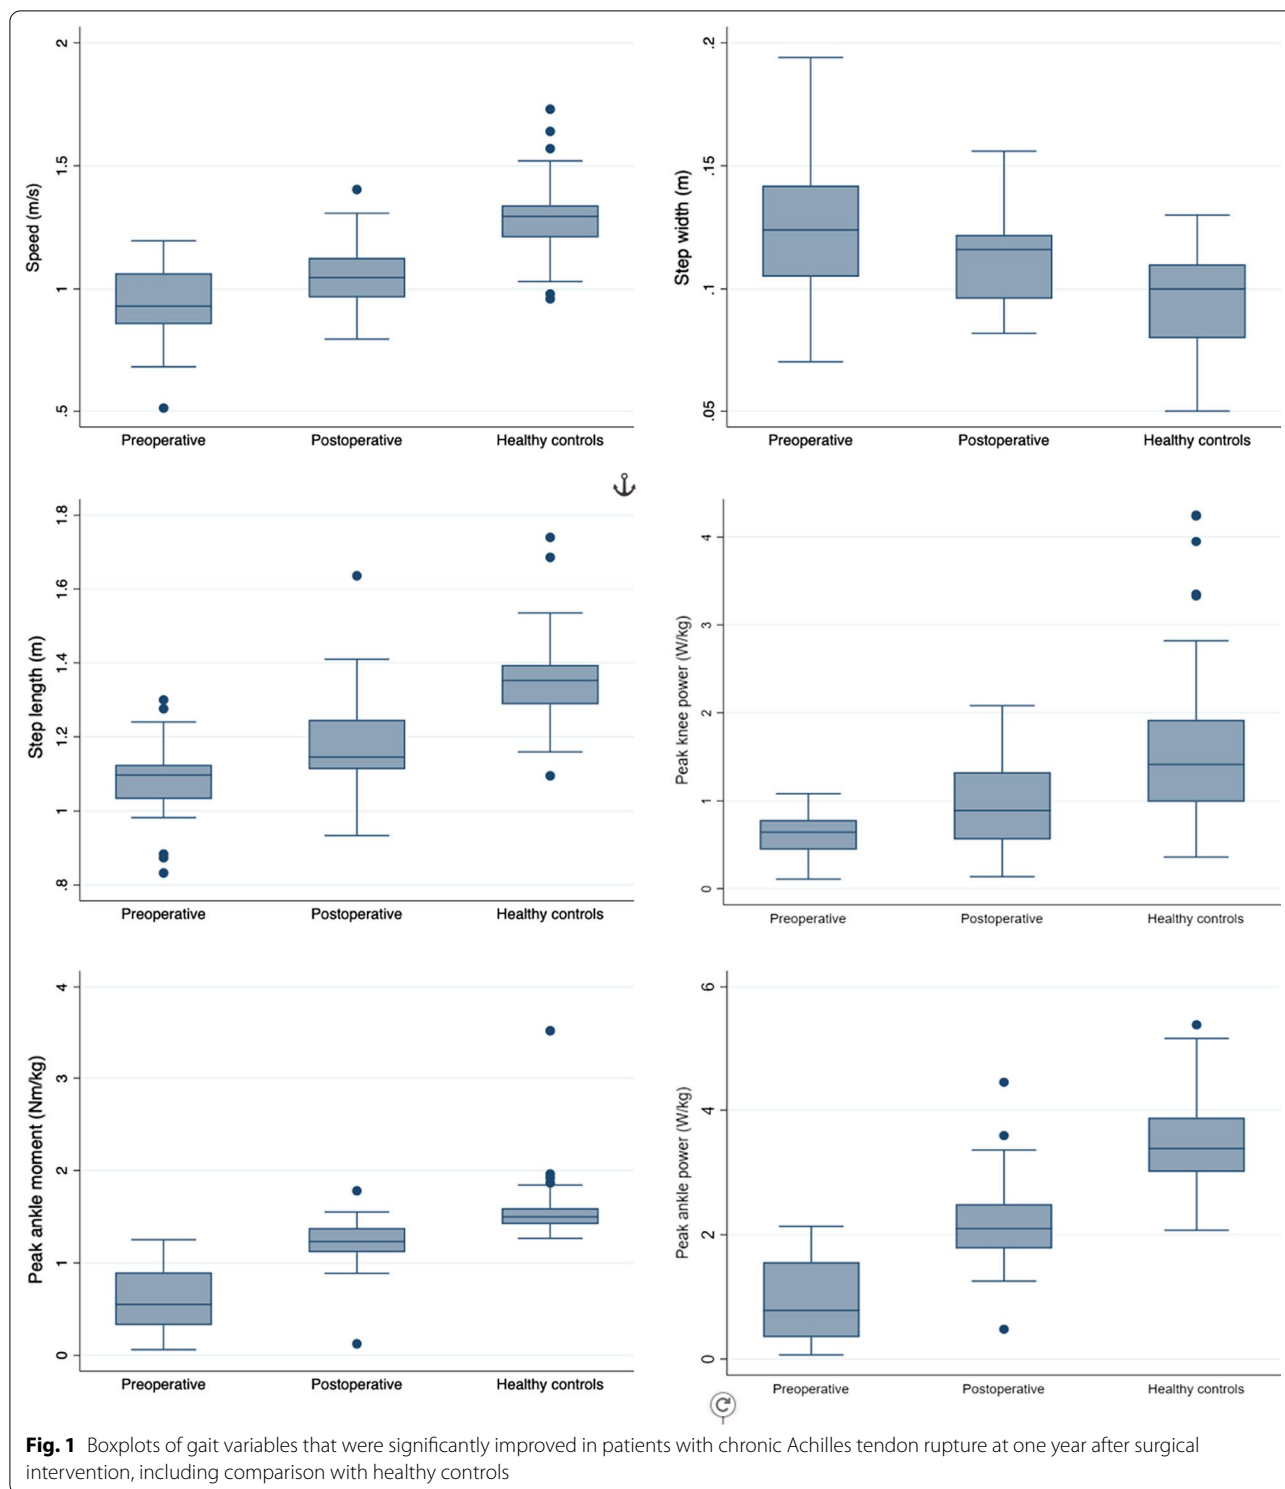 2
1.5
1
.5
Speed (m/s)
Preoperative Postoperative Healthy controls
.2
.15
.1
.05
Step width (m)
Preoperative Postoperative Healthy controls
1.8
1.6
1.4
1.2
1
.8
Step length (m)
Preoperative Postoperative Healthy controls
4
3
2
1
0
Peak knee power (W/kg)
Preoperative Postoperative Healthy controls
4
3
2
1
0
Peak ankle moment (Nm/kg)
Preoperative Postoperative Healthy controls
6
4
2
0
Peak ankle power (W/kg)
Preoperative Postoperative Healthy controls
Fig. 1 Boxplots of gait variables that were significantly improved in patients with chronic Achilles tendon rupture at one year after surgical
intervention, including comparison with healthy controls